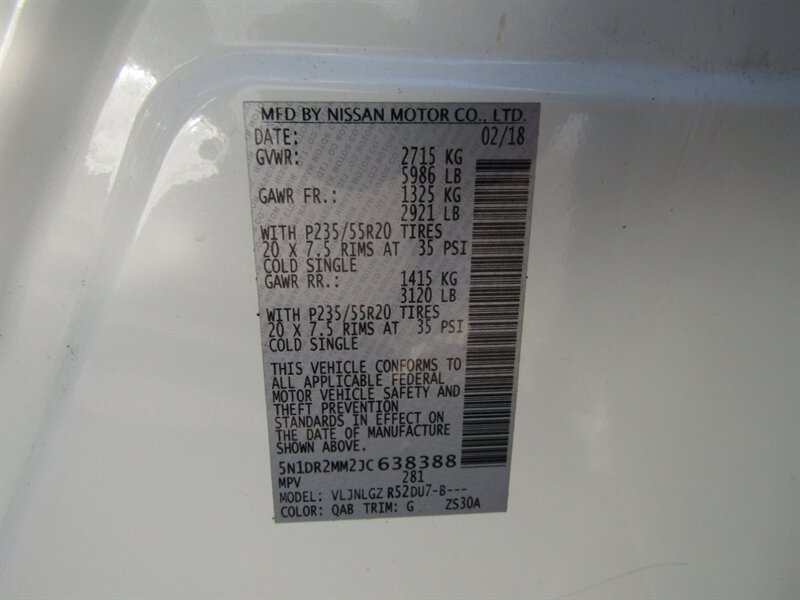 MFD BY NISSAN MOTOR CO., LTD.
DATE: 02/18
GVWR: 2715 KG
5986 LB
GAWR FR.: 1325 KG
2921 LB
WITH P235/55R20 TIRES
20 X 7.5 RIMS AT 35 PSI
COLD SINGLE
GAWR RR.: 1415 KG
3120 LB
WITH P235/55R20 TIRES
20 X 7.5 RIMS AT 35 PSI
COLD SINGLE
THIS VEHICLE CONFORMS TO
ALL APPLICABLE FEDERAL
MOTOR VEHICLE SAFETY AND
THEFT PREVENTION
STANDARDS IN EFFECT ON
THE DATE OF MANUFACTURE
SHOWN ABOVE.
5N1DR2MM2JC638388
MPV 281
MODEL: VLJNLGZ R52DU7-B---
COLOR: QAB TRIM: G ZS30A